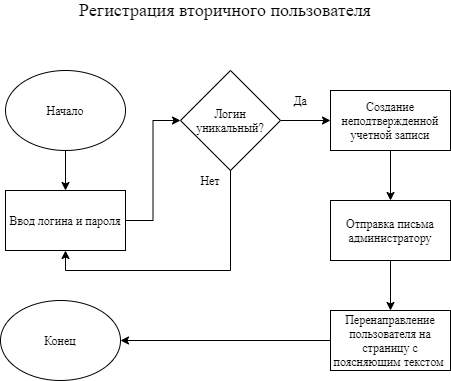 Регистрация вторичного пользователя
Начало
Ввод логина и пароля
Логин
уникальный?
Да
Нет
Создание
неподтвержденной
учетной записи
Отправка письма
администратору
Перенаправление
пользователя на
страницу с
поясняющим текстом
Конец